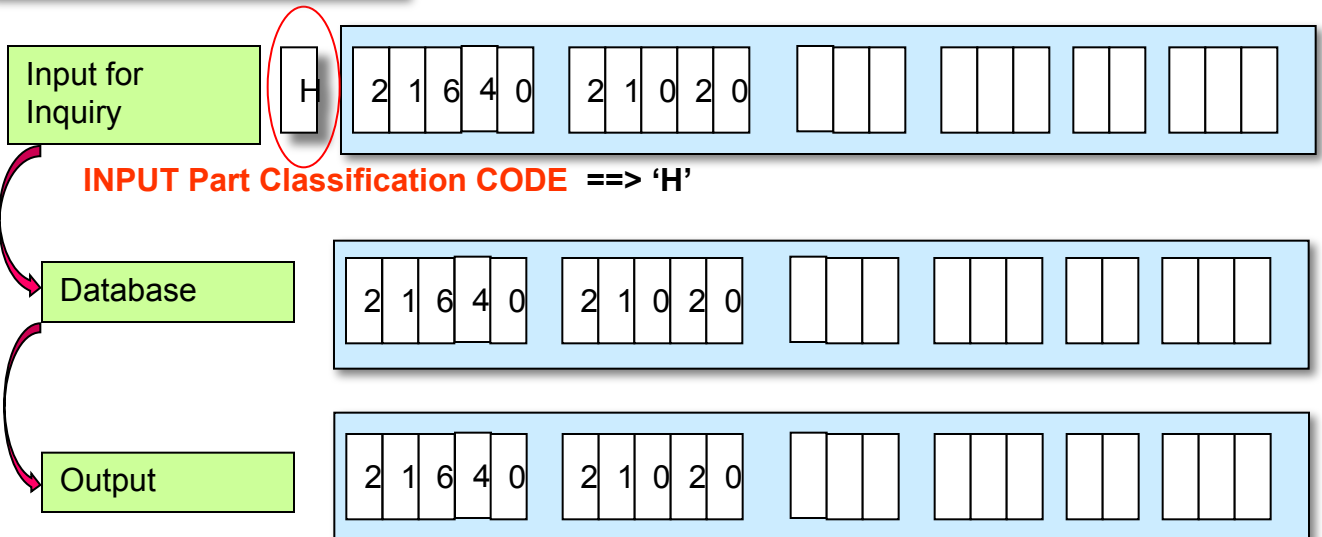 Input for
Inquiry
H 2 1 6 4 0 2 1 0 2 0
INPUT Part Classification CODE ==> ‘H’
Database
2 1 6 4 0 2 1 0 2 0
Output
2 1 6 4 0 2 1 0 2 0